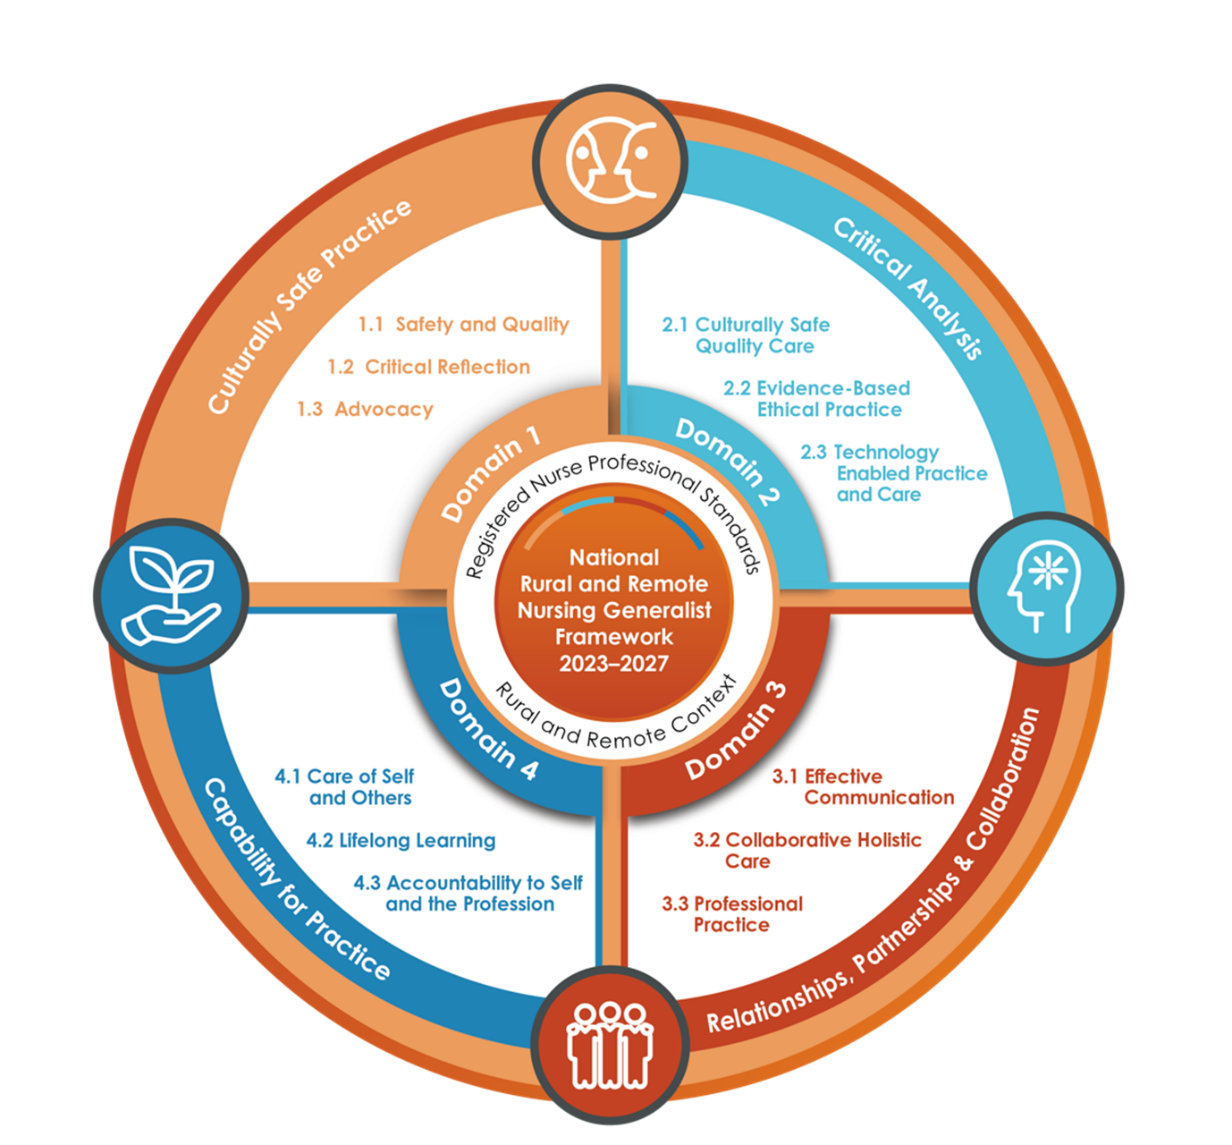 Culturally Safe Practice
1.1 Safety and Quality
1.2 Critical Reflection
1.3 Advocacy
Domain 1
Critical Analysis
2.1 Culturally Safe
Quality Care
2.2 Evidence-Based
Ethical Practice
2.3 Technology
Enabled Practice
and Care
Domain 2
Registered Nurse Professional Standards
National
Rural and Remote
Nursing Generalist
Framework
2023–2027
Rural and Remote Context
Domain 3
3.1 Effective
Communication
3.2 Collaborative Holistic
Care
3.3 Professional
Practice
Relationships, Partnerships & Collaboration
Domain 4
4.1 Care of Self
and Others
4.2 Lifelong Learning
4.3 Accountability to Self
and the Profession
Capability for Practice